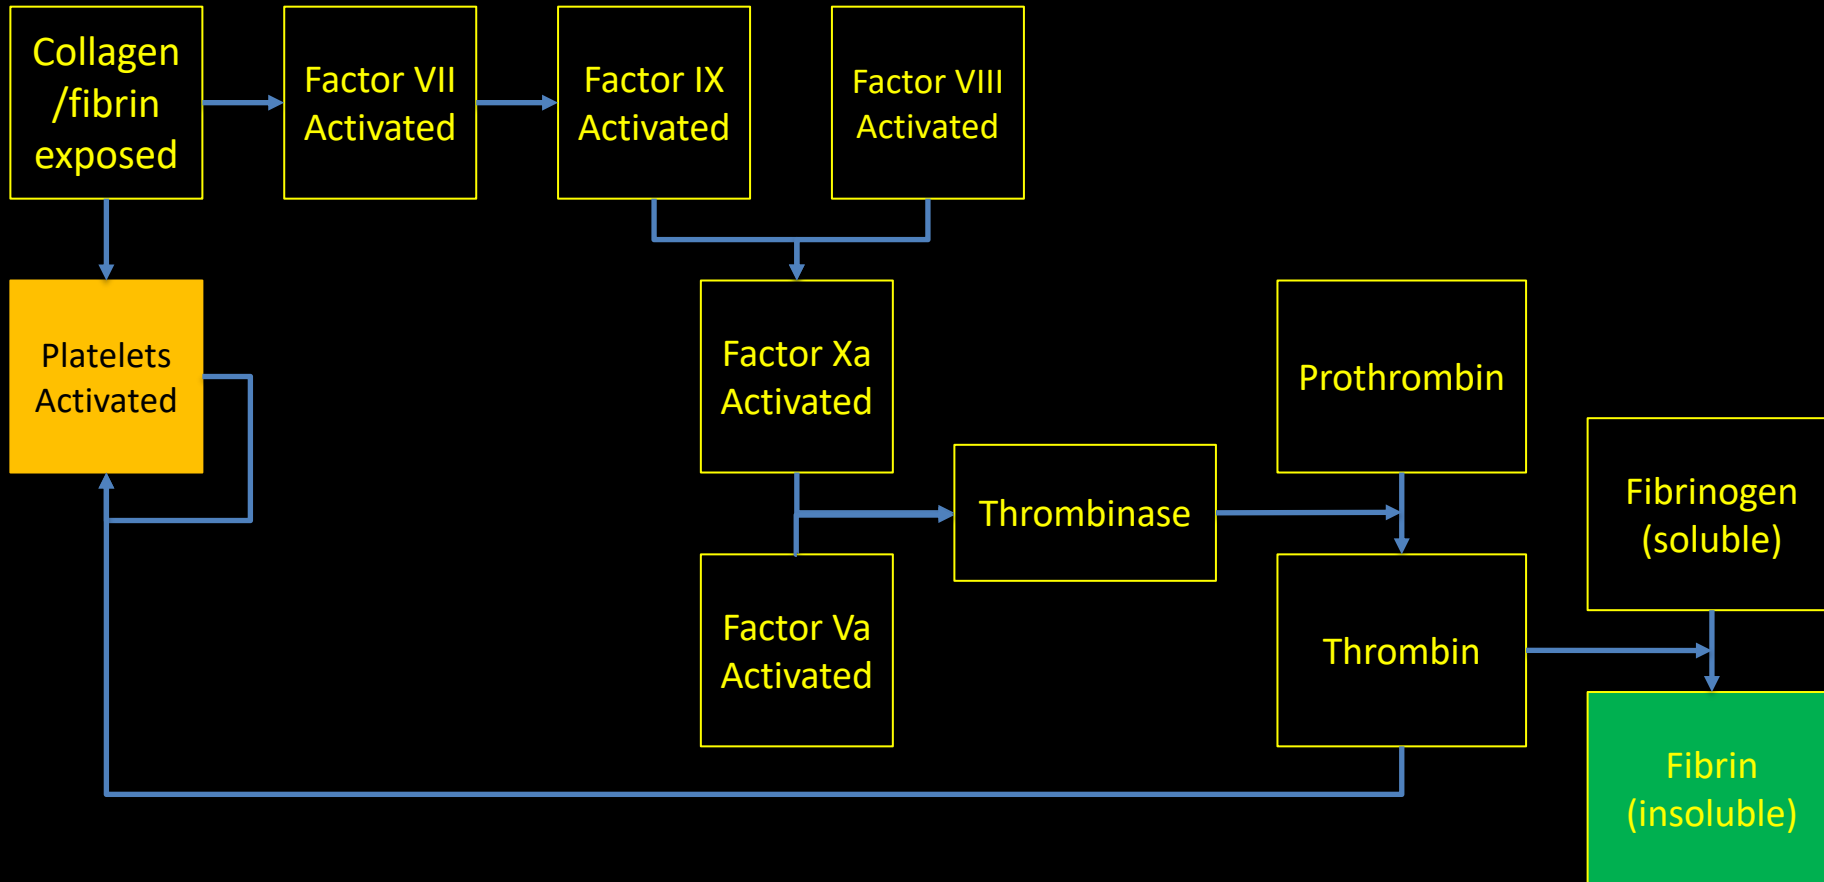 Collagen
/fibrin
exposed
Factor VII
Activated
Factor IX
Activated
Factor VIII
Activated
Platelets
Activated
Factor Xa
Activated
Prothrombin
Thrombinase
Fibrinogen
(soluble)
Factor Va
Activated
Thrombin
Fibrin
(insoluble)